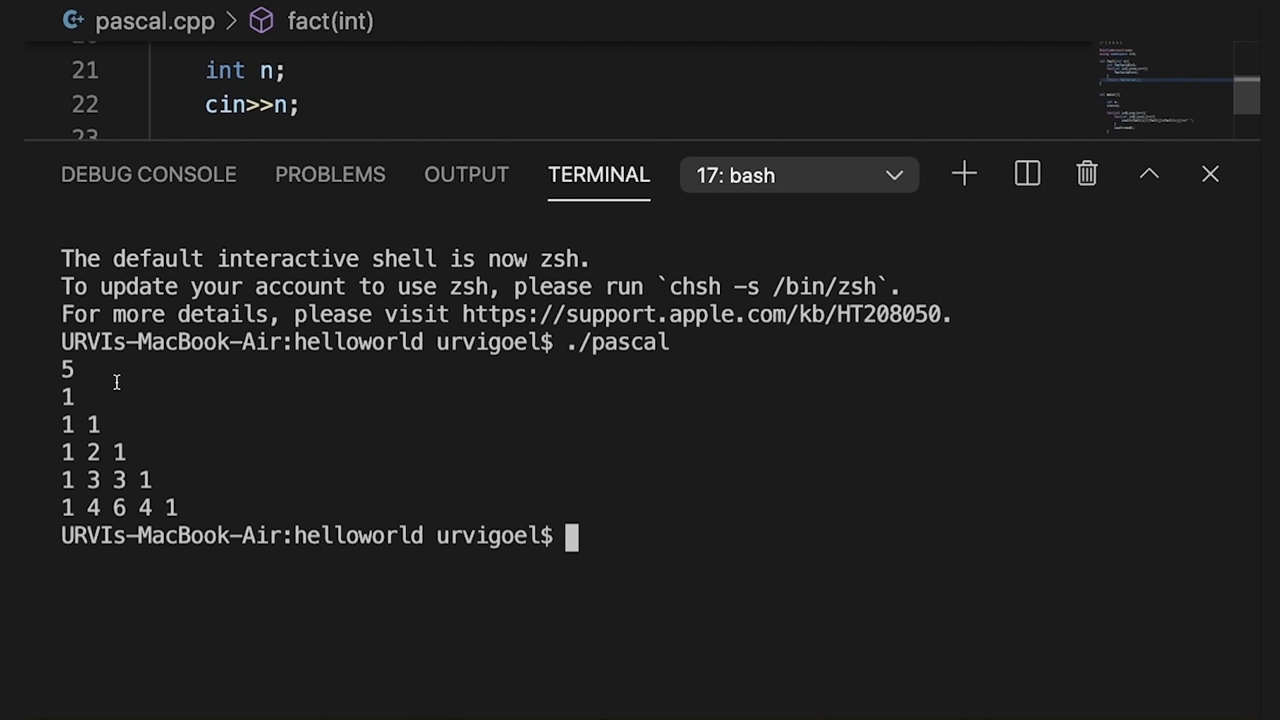 pascal.cpp > fact(int)
21 int n;
22 cin>>n;
23
DEBUG CONSOLE PROBLEMS OUTPUT TERMINAL 17: bash
The default interactive shell is now zsh.
To update your account to use zsh, please run `chsh -s /bin/zsh`.
For more details, please visit https://support.apple.com/kb/HT208050.
URVIs-MacBook-Air:helloworld urvigoel$ ./pascal
5
1
1 1
1 2 1
1 3 3 1
1 4 6 4 1
URVIs-MacBook-Air:helloworld urvigoel$